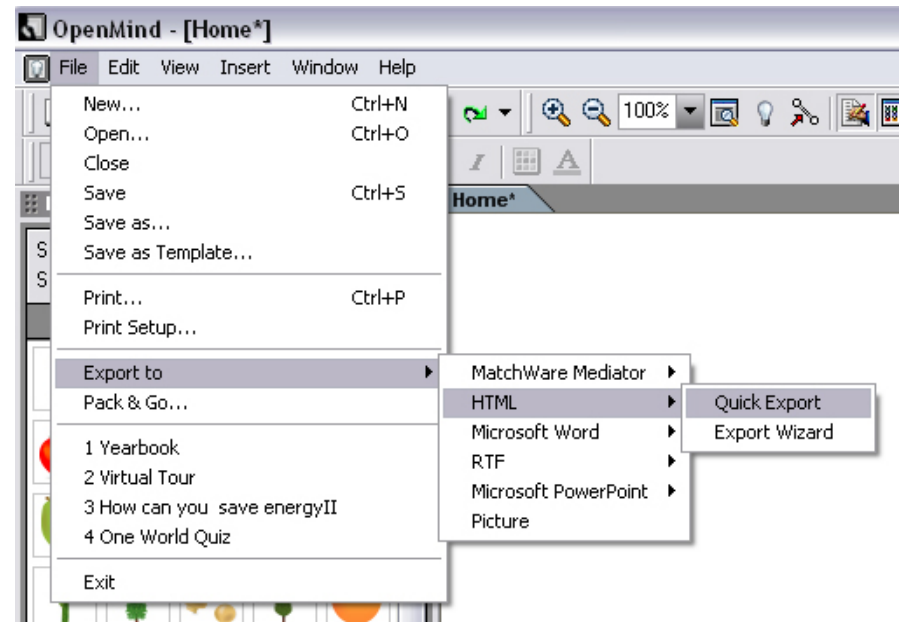 OpenMind - [Home*]
File Edit View Insert Window Help
100%
Home*
New... Ctrl+N
Open... Ctrl+O
Close
Save Ctrl+S
Save as...
Save as Template...
Print... Ctrl+P
Print Setup...
Export to
Pack & Go...
1 Yearbook
2 Virtual Tour
3 How can you save energyII
4 One World Quiz
Exit
MatchWare Mediator
HTML
Microsoft Word
RTF
Microsoft PowerPoint
Picture
Quick Export
Export Wizard